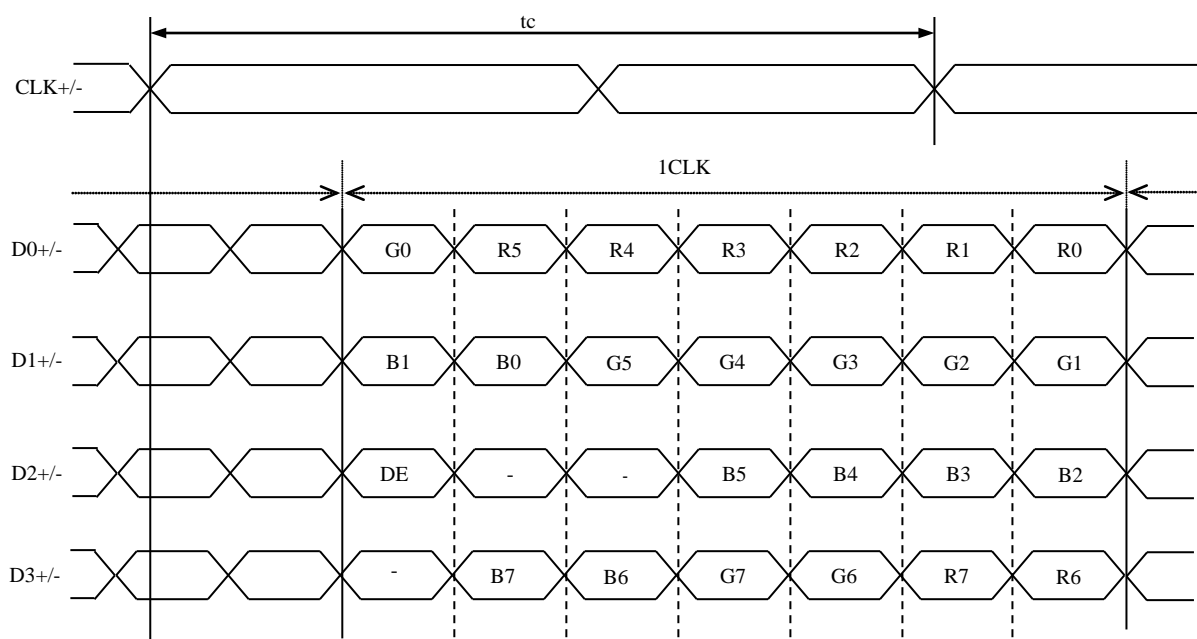 tc
CLK+/-
1CLK
D0+/- G0 R5 R4 R3 R2 R1 R0
D1+/- B1 B0 G5 G4 G3 G2 G1
D2+/- DE - - B5 B4 B3 B2
D3+/- - B7 B6 G7 G6 R7 R6